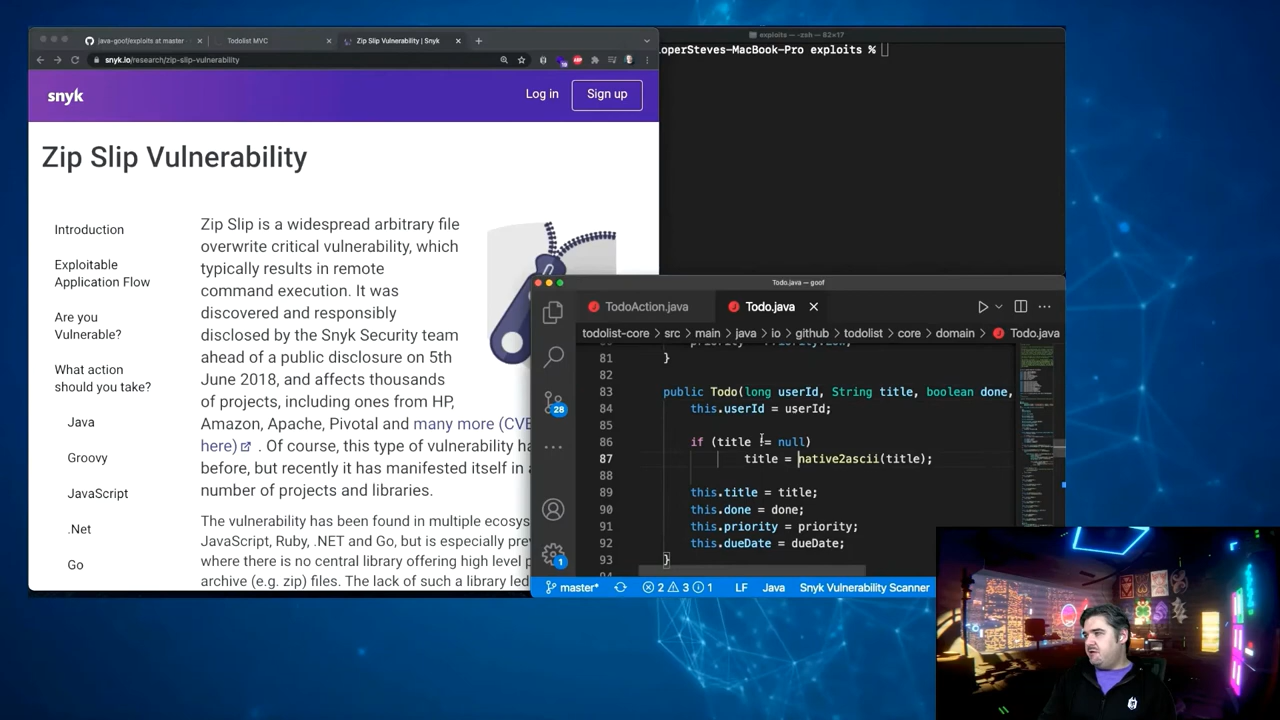 java-goof/exploits at master
Todolist MVC
Zip Slip Vulnerability | Snyk
snyk.io/research/zip-slip-vulnerability
snyk
Log in
Sign up
Zip Slip Vulnerability
Introduction
Exploitable
Application Flow
Are you
Vulnerable?
What action
should you take?
Java
Groovy
JavaScript
.Net
Go
Zip Slip is a widespread arbitrary file
overwrite critical vulnerability, which
typically results in remote
command execution. It was
discovered and responsibly
disclosed by the Snyk Security team
ahead of a public disclosure on 5th
June 2018, and affects thousands
of projects, including ones from HP,
Amazon, Apache, Pivotal and many more (CVE
here) . Of course, this type of vulnerability ha
before, but recently it has manifested itself in a
number of projects and libraries.
The vulnerability has been found in multiple ecosys
JavaScript, Ruby, .NET and Go, but is especially pre
where there is no central library offering high level p
archive (e.g. zip) files. The lack of such a library led
exploits — -zsh — 82×17
loperSteves-MacBook-Pro exploits %
Todo.java — goof
TodoAction.java
Todo.java
todolist-core > src > main > java > io > github > todolist > core > domain > Todo.java
81 }
82
83 public Todo(long userId, String title, boolean done,
84 this.userId = userId;
85
86 if (title != null)
87 title = native2ascii(title);
88
89 this.title = title;
90 this.done = done;
91 this.priority = priority;
92 this.dueDate = dueDate;
93 }
28
1
master*
2 3 1
LF
Java
Snyk Vulnerability Scanner